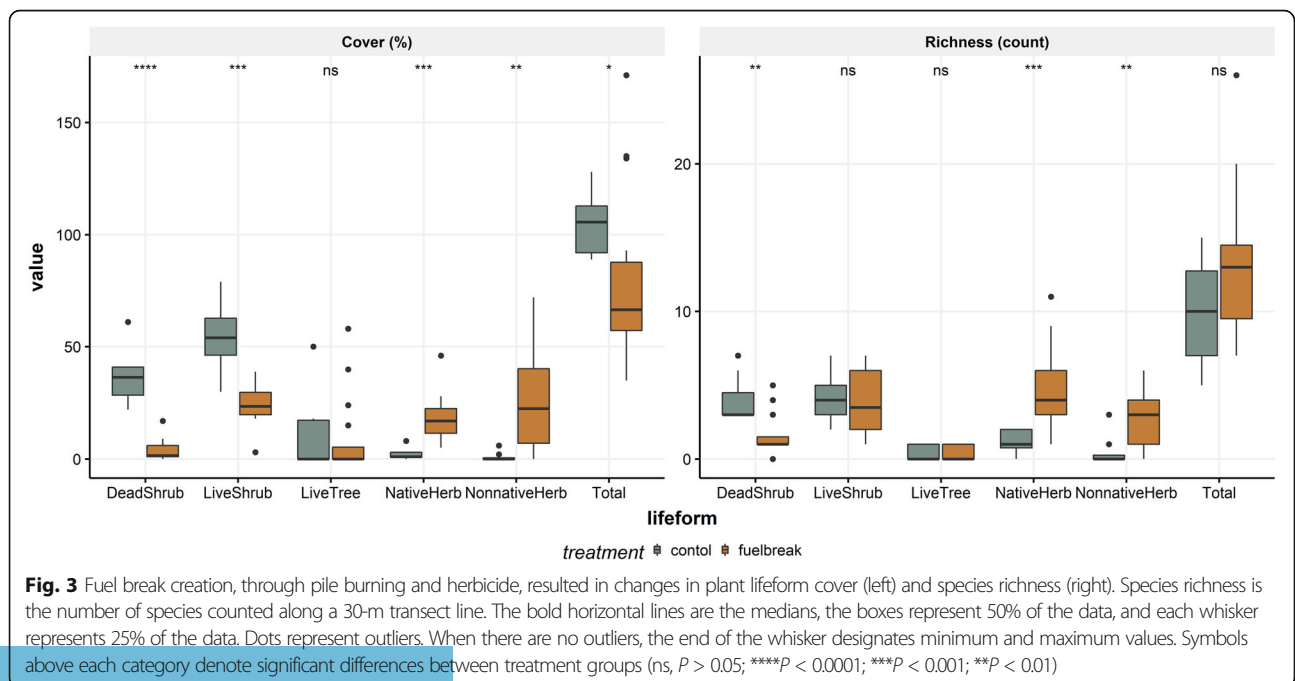 Cover (%)
Richness (count)
**** *** ns *** ** *
** ns ns *** ** ns
150
100
50
0
20
10
0
value
DeadShrub LiveShrub LiveTree NativeHerb NonnativeHerb Total
DeadShrub LiveShrub LiveTree NativeHerb NonnativeHerb Total
lifeform
treatment contol fuelbreak
Fig. 3 Fuel break creation, through pile burning and herbicide, resulted in changes in plant lifeform cover (left) and species richness (right). Species richness is
the number of species counted along a 30-m transect line. The bold horizontal lines are the medians, the boxes represent 50% of the data, and each whisker
represents 25% of the data. Dots represent outliers. When there are no outliers, the end of the whisker designates minimum and maximum values. Symbols
above each category denote significant differences between treatment groups (ns, P > 0.05; ****P < 0.0001; ***P < 0.001; **P < 0.01)